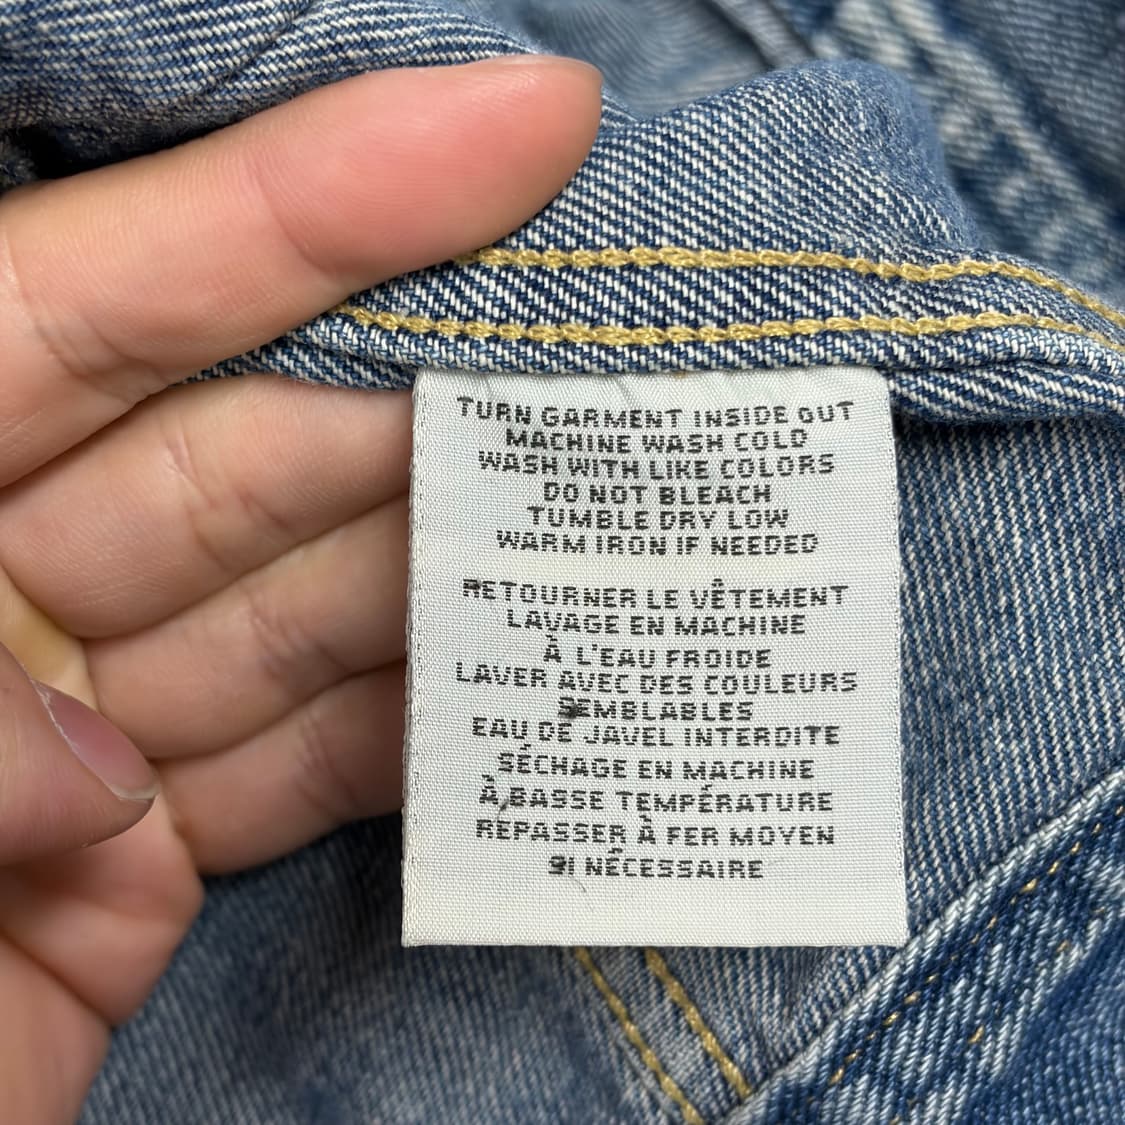 TURN GARMENT INSIDE OUT
MACHINE WASH COLD
WASH WITH LIKE COLORS
DO NOT BLEACH
TUMBLE DRY LOW
WARM IRON IF NEEDED
RETOURNER LE VÊTEMENT
LAVAGE EN MACHINE
À L'EAU FROIDE
LAVER AVEC DES COULEURS
SEMBLABLES
EAU DE JAVEL INTERDITE
SÉCHAGE EN MACHINE
À BASSE TEMPÉRATURE
REPASSER À FER MOYEN
SI NÉCESSAIRE